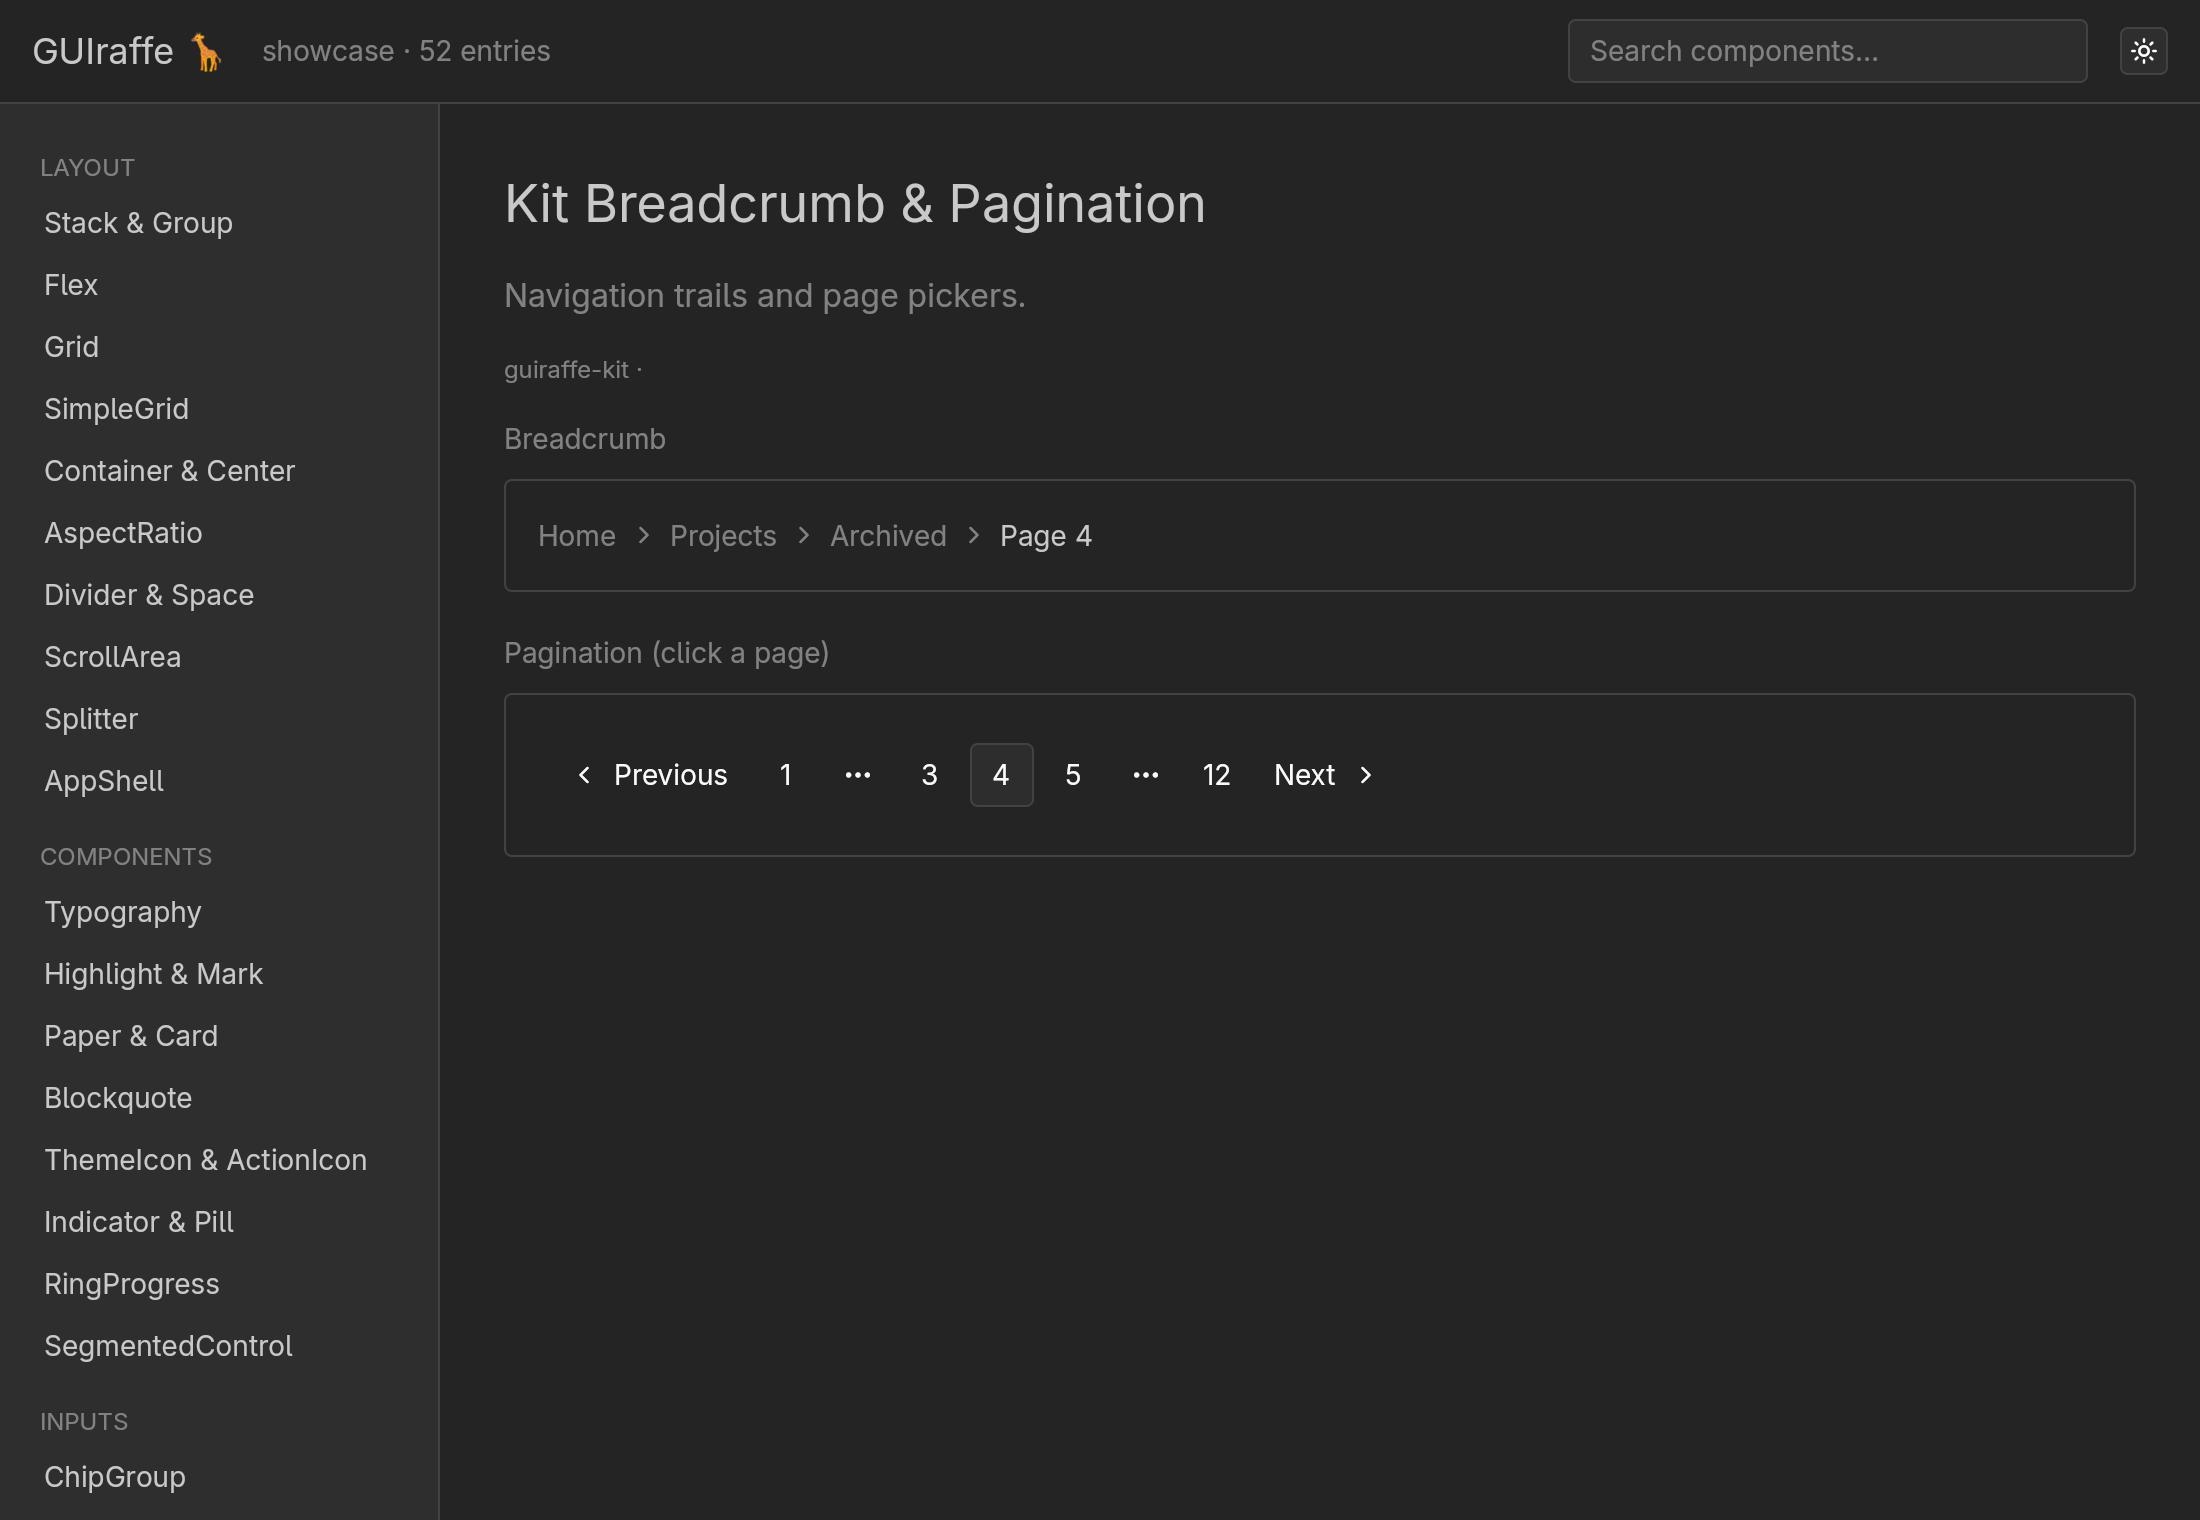 GUIraffe 🦒 showcase · 52 entries Search components...
LAYOUT
Stack & Group
Flex
Grid
SimpleGrid
Container & Center
AspectRatio
Divider & Space
ScrollArea
Splitter
AppShell
COMPONENTS
Typography
Highlight & Mark
Paper & Card
Blockquote
ThemeIcon & ActionIcon
Indicator & Pill
RingProgress
SegmentedControl
INPUTS
ChipGroup
Kit Breadcrumb & Pagination
Navigation trails and page pickers.
guiraffe-kit ·
Breadcrumb
Home > Projects > Archived > Page 4
Pagination (click a page)
< Previous 1 ••• 3 4 5 ••• 12 Next >